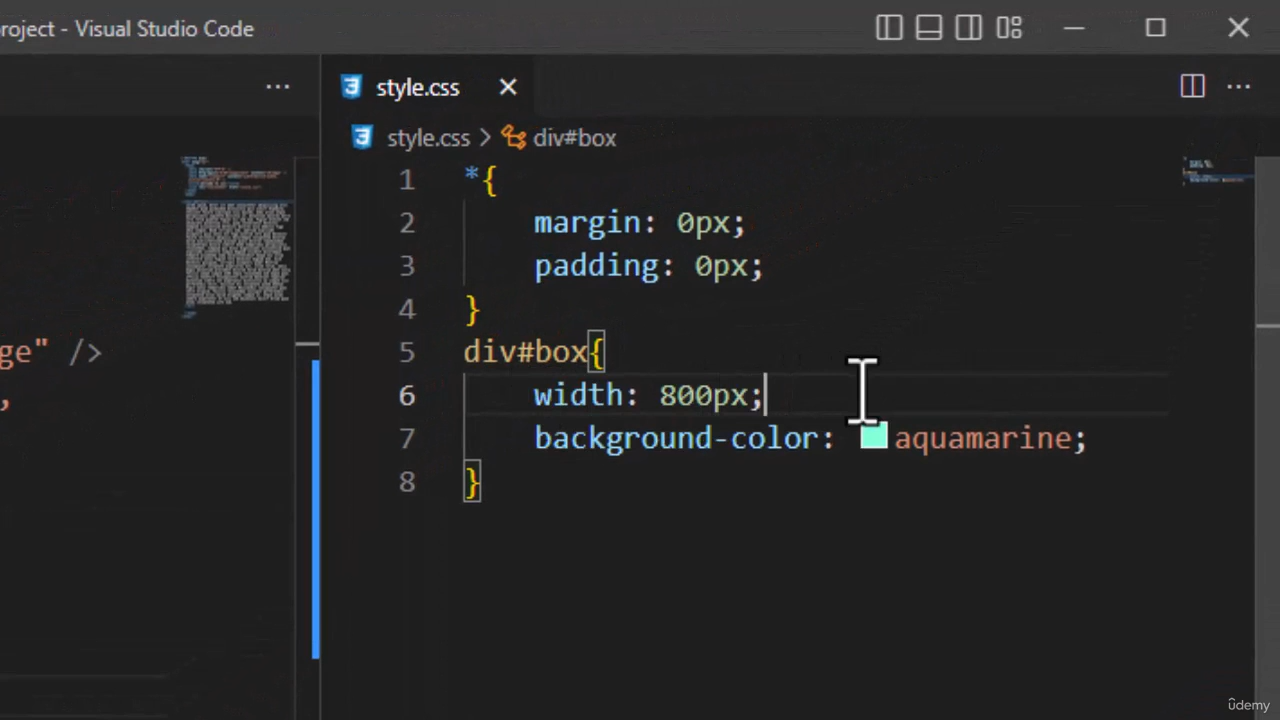 roject - Visual Studio Code
style.css
style.css > div#box
1 *{
2 margin: 0px;
3 padding: 0px;
4 }
ge" />
5 div#box{
,
6 width: 800px;
7 background-color: aquamarine;
8 }
ûdemy